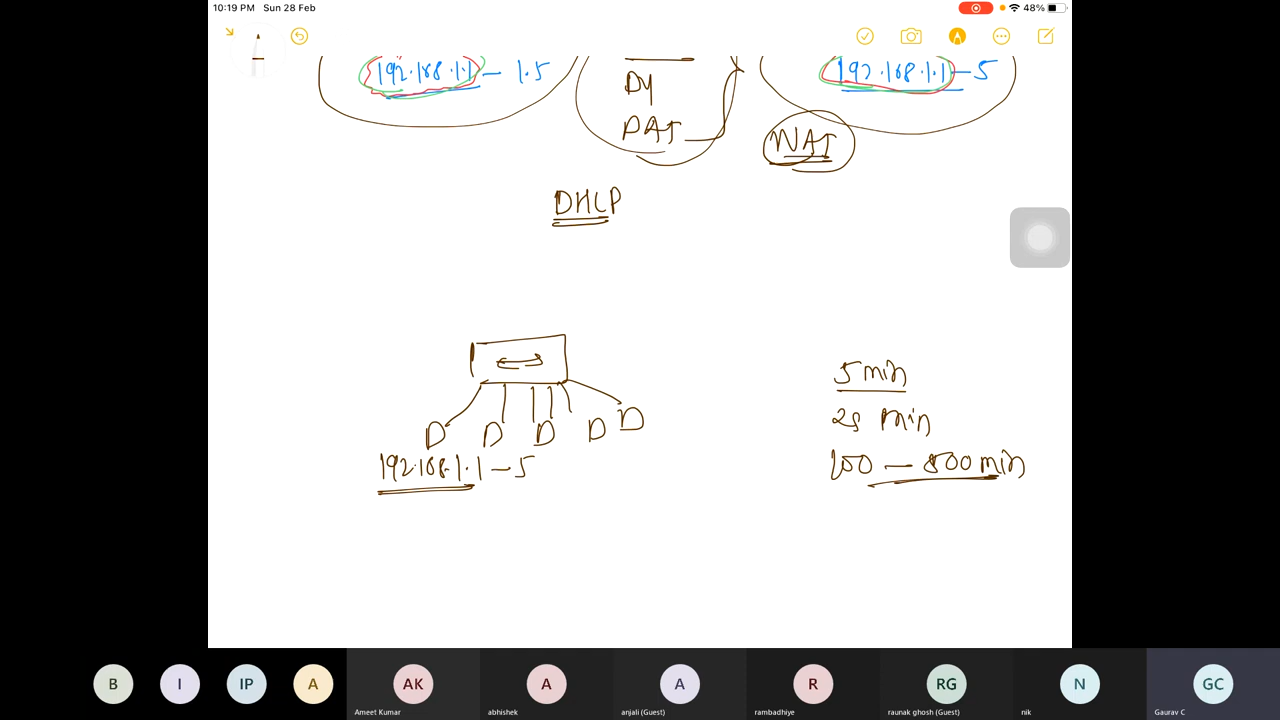 10:19 PM Sun 28 Feb
48%
192.168.1.1 - 1.5
192.168.1.1 - 5
Dy
PAT
NAT
DHCP
5 min
25 min
D D D D D
192.168.1.1 - 5
100 - 800 min
B I IP A AK A A R RG N GC
Ameet Kumar abhishek anjali (Guest) rambadhiye raunak ghosh (Guest) nik Gaurav C